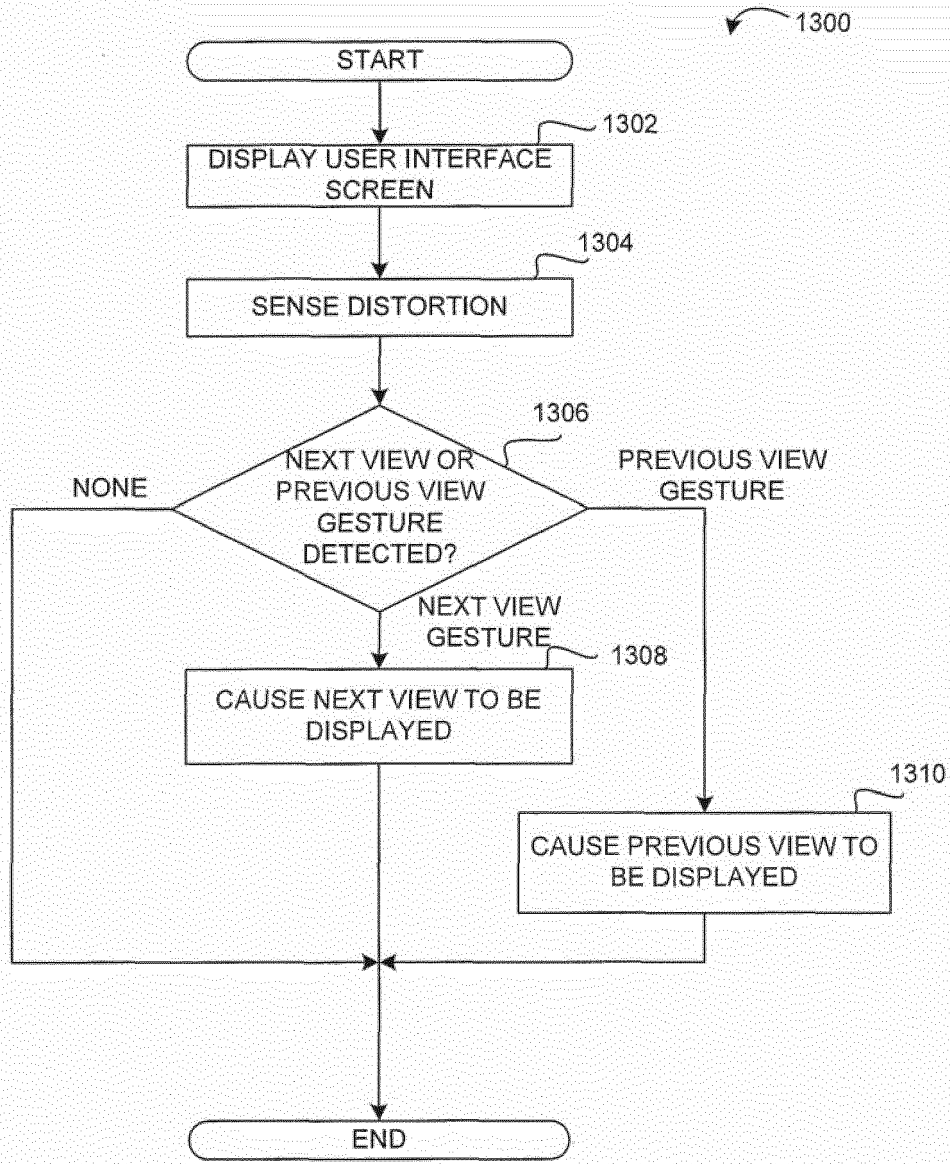 1300
START
1302
DISPLAY USER INTERFACE
SCREEN
1304
SENSE DISTORTION
1306
NEXT VIEW OR
PREVIOUS VIEW
GESTURE
DETECTED?
NONE
PREVIOUS VIEW
GESTURE
NEXT VIEW
GESTURE
1308
CAUSE NEXT VIEW TO BE
DISPLAYED
1310
CAUSE PREVIOUS VIEW TO
BE DISPLAYED
END